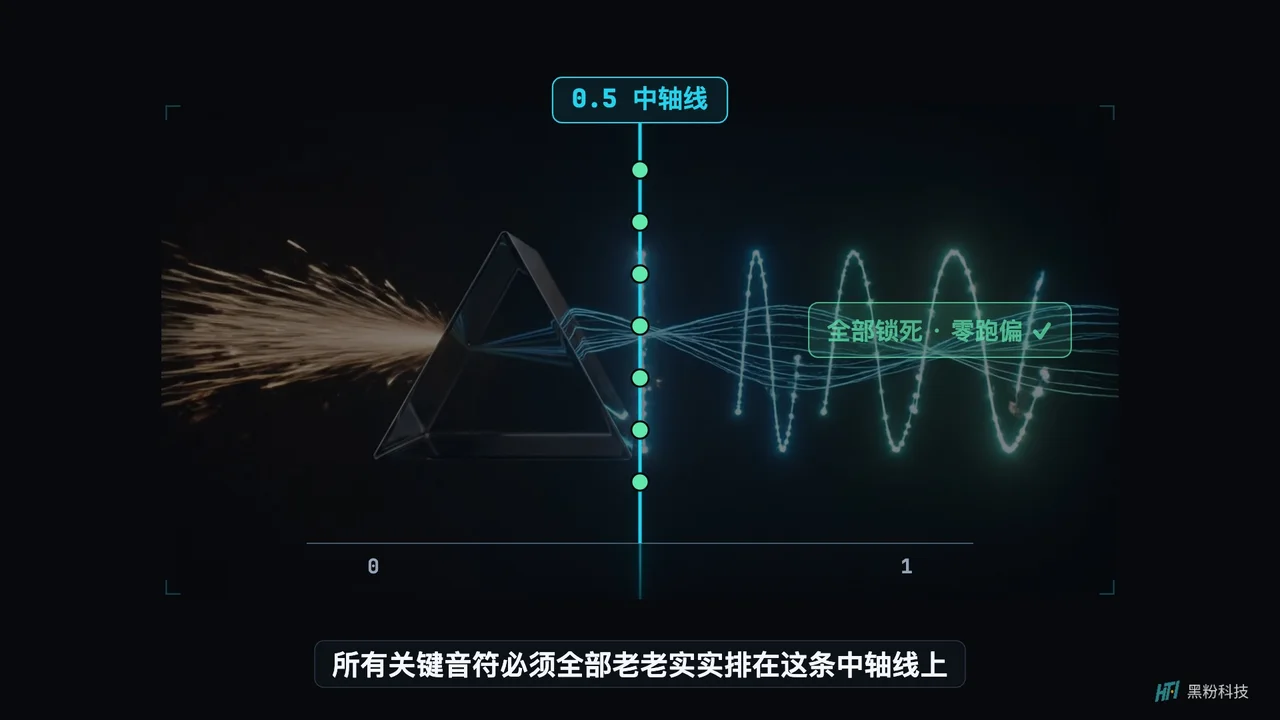 0.5 中轴线
全部锁死 · 零跑偏 ✓
0
1
所有关键音符必须全部老老实实排在这条中轴线上
黑粉科技